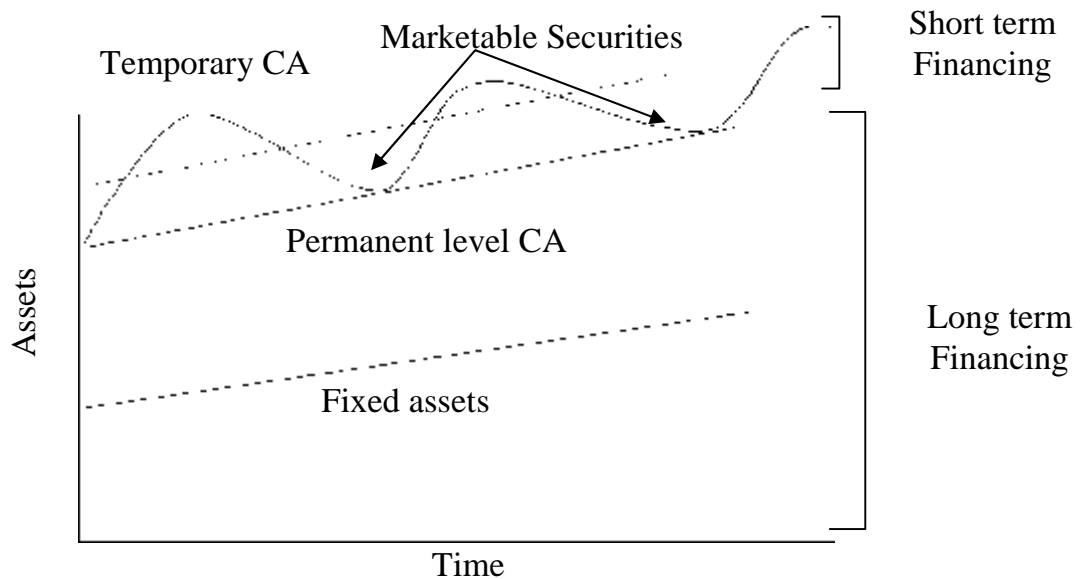 Short term
Financing
Marketable Securities
Temporary CA
Permanent level CA
Assets
Long term
Financing
Fixed assets
Time